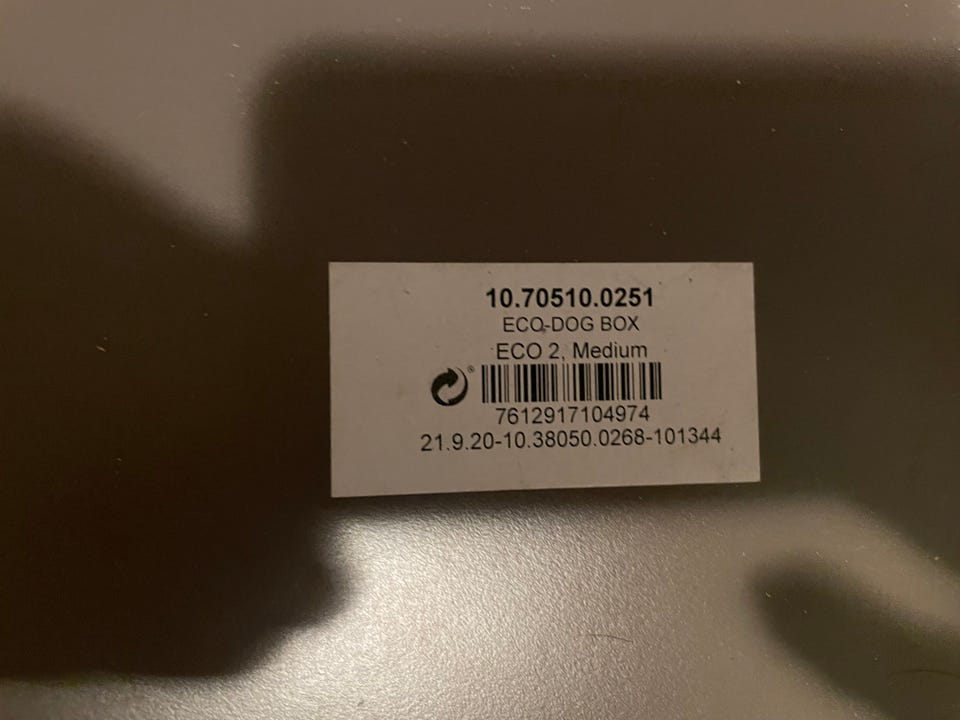 10.70510.0251
ECO-DOG BOX
ECO 2, Medium
®
7612917104974
21.9.20-10.38050.0268-101344